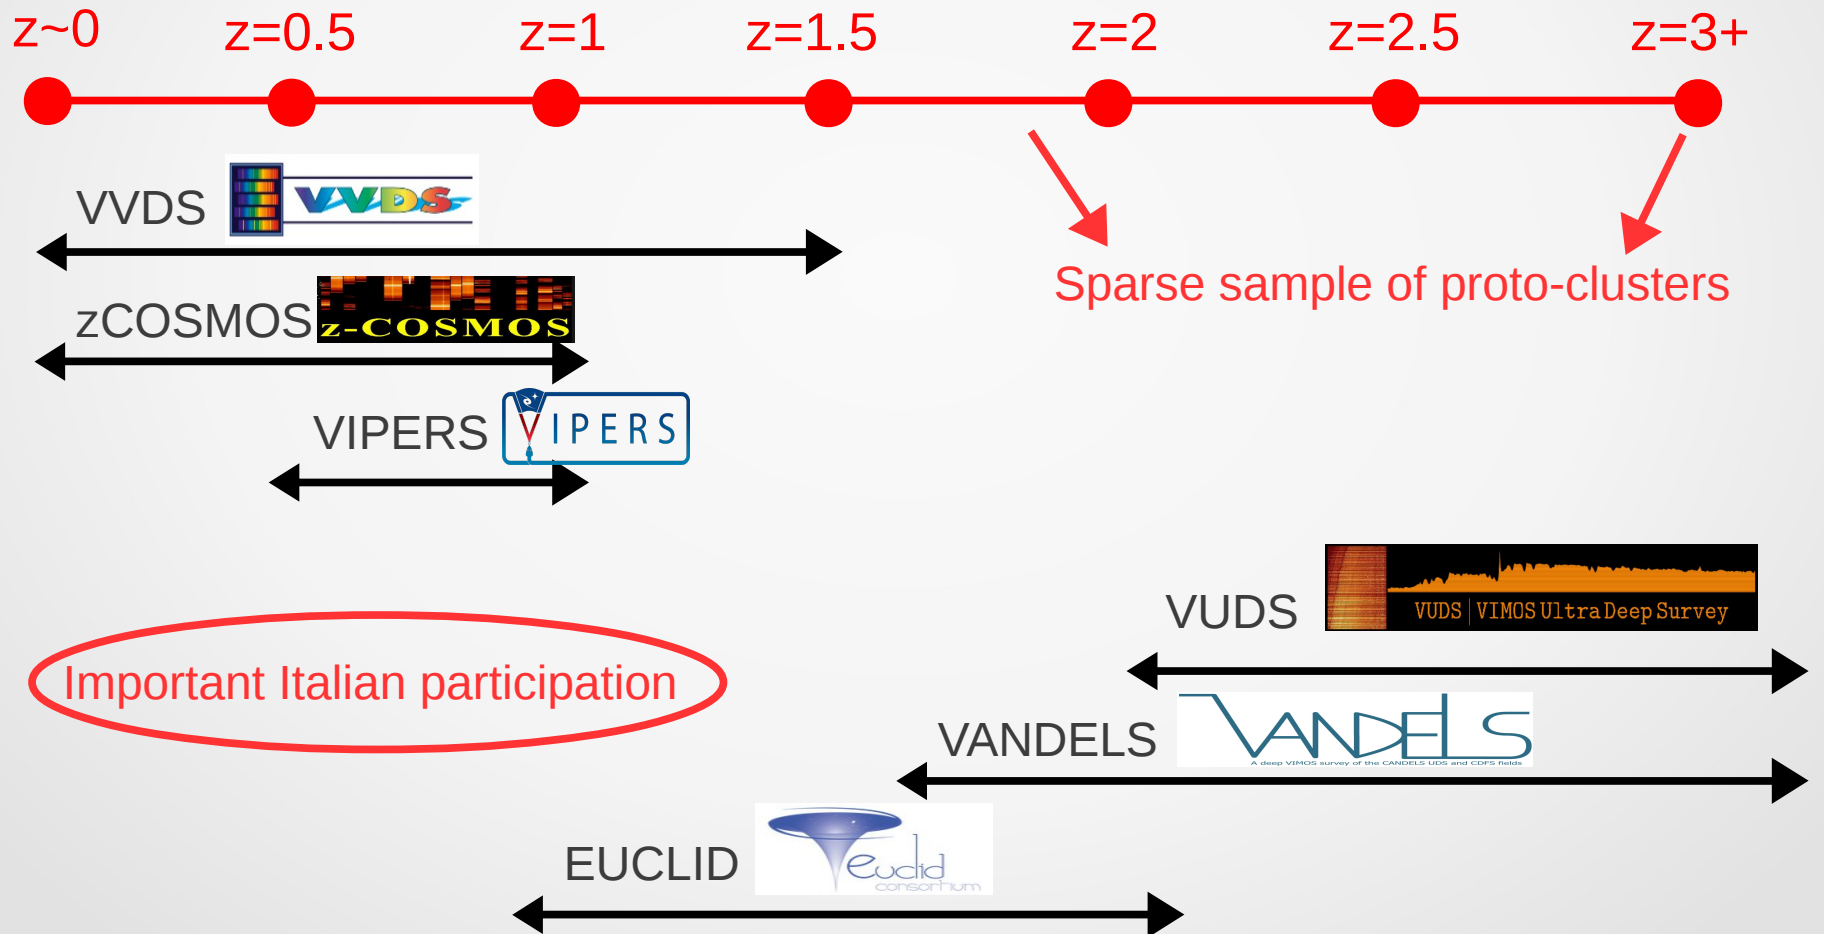 z~0 z=0.5 z=1 z=1.5 z=2 z=2.5 z=3+
VVDS VVDS
Sparse sample of proto-clusters
zCOSMOS z-COSMOS
VIPERS VIPERS
VUDS VUDS | VIMOS Ultra Deep Survey
Important Italian participation
VANDELS VANDELS
A deep VIMOS survey of the CANDELS UDS and CDFS fields
EUCLID Euclid
consortium